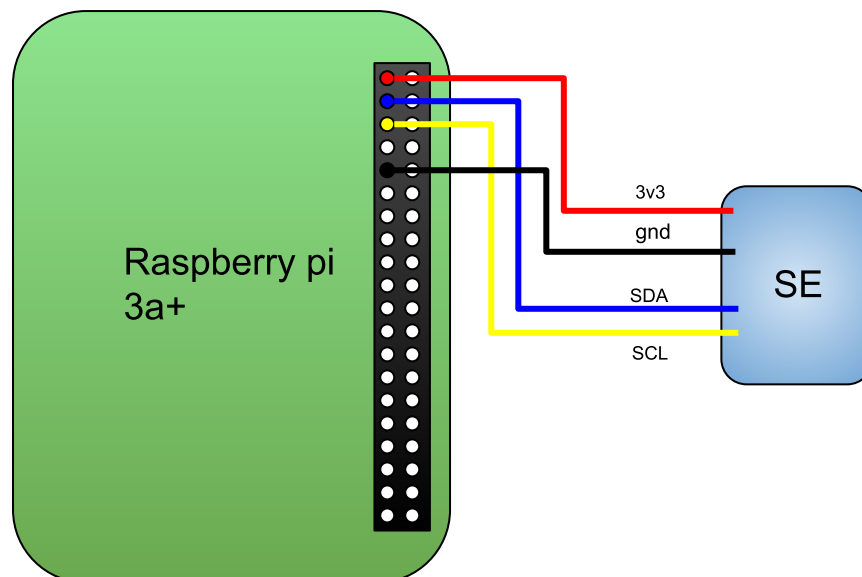 Raspberry pi
3a+
3v3
gnd
SDA
SCL
SE